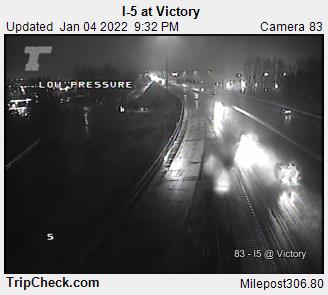 I-5 at Victory
Updated Jan 04 2022 9:32 PM Camera 83
LOW PRESSURE
S
83 - I5 @ Victory
TripCheck.com Milepost306.80